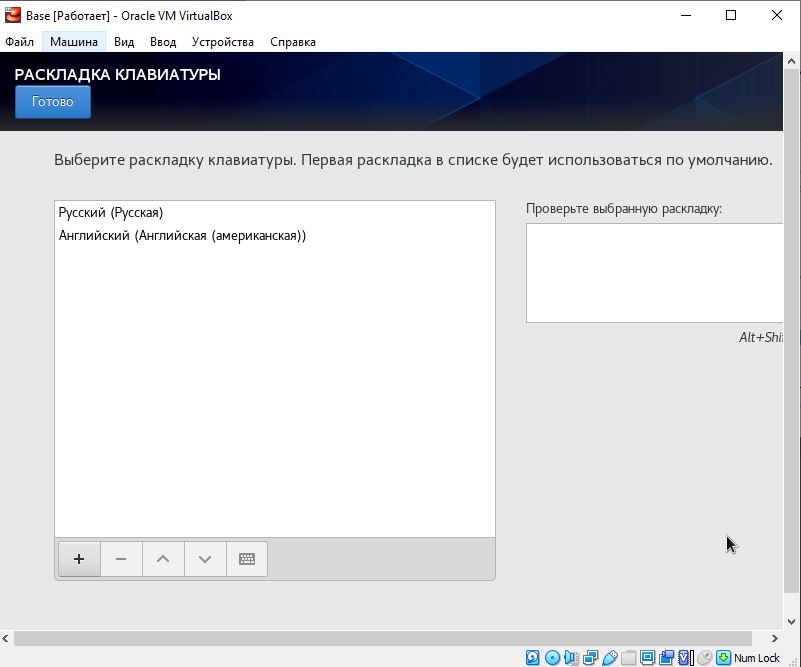 Base [Работает] - Oracle VM VirtualBox
Файл Машина Вид Ввод Устройства Справка
РАСКЛАДКА КЛАВИАТУРЫ
Готово
Выберите раскладку клавиатуры. Первая раскладка в списке будет использоваться по умолчанию.
Русский (Русская)
Английский (Английская (американская))
Проверьте выбранную раскладку:
Alt+Shi
Num Lock